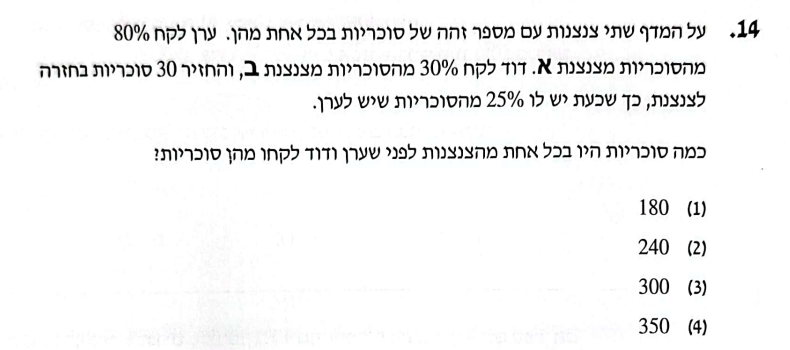 14. על המדף שתי צנצנות עם מספר זהה של סוכריות בכל אחת מהן. ערן לקח 80%
מהסוכריות מצנצנת א. דוד לקח 30% מהסוכריות מצנצנת ב, והחזיר 30 סוכריות בחזרה
לצנצנת, כך שכעת יש לו 25% מהסוכריות שיש לערן.
כמה סוכריות היו בכל אחת מהצנצנות לפני שערן ודוד לקחו מהן סוכריות?
(1) 180
(2) 240
(3) 300
(4) 350